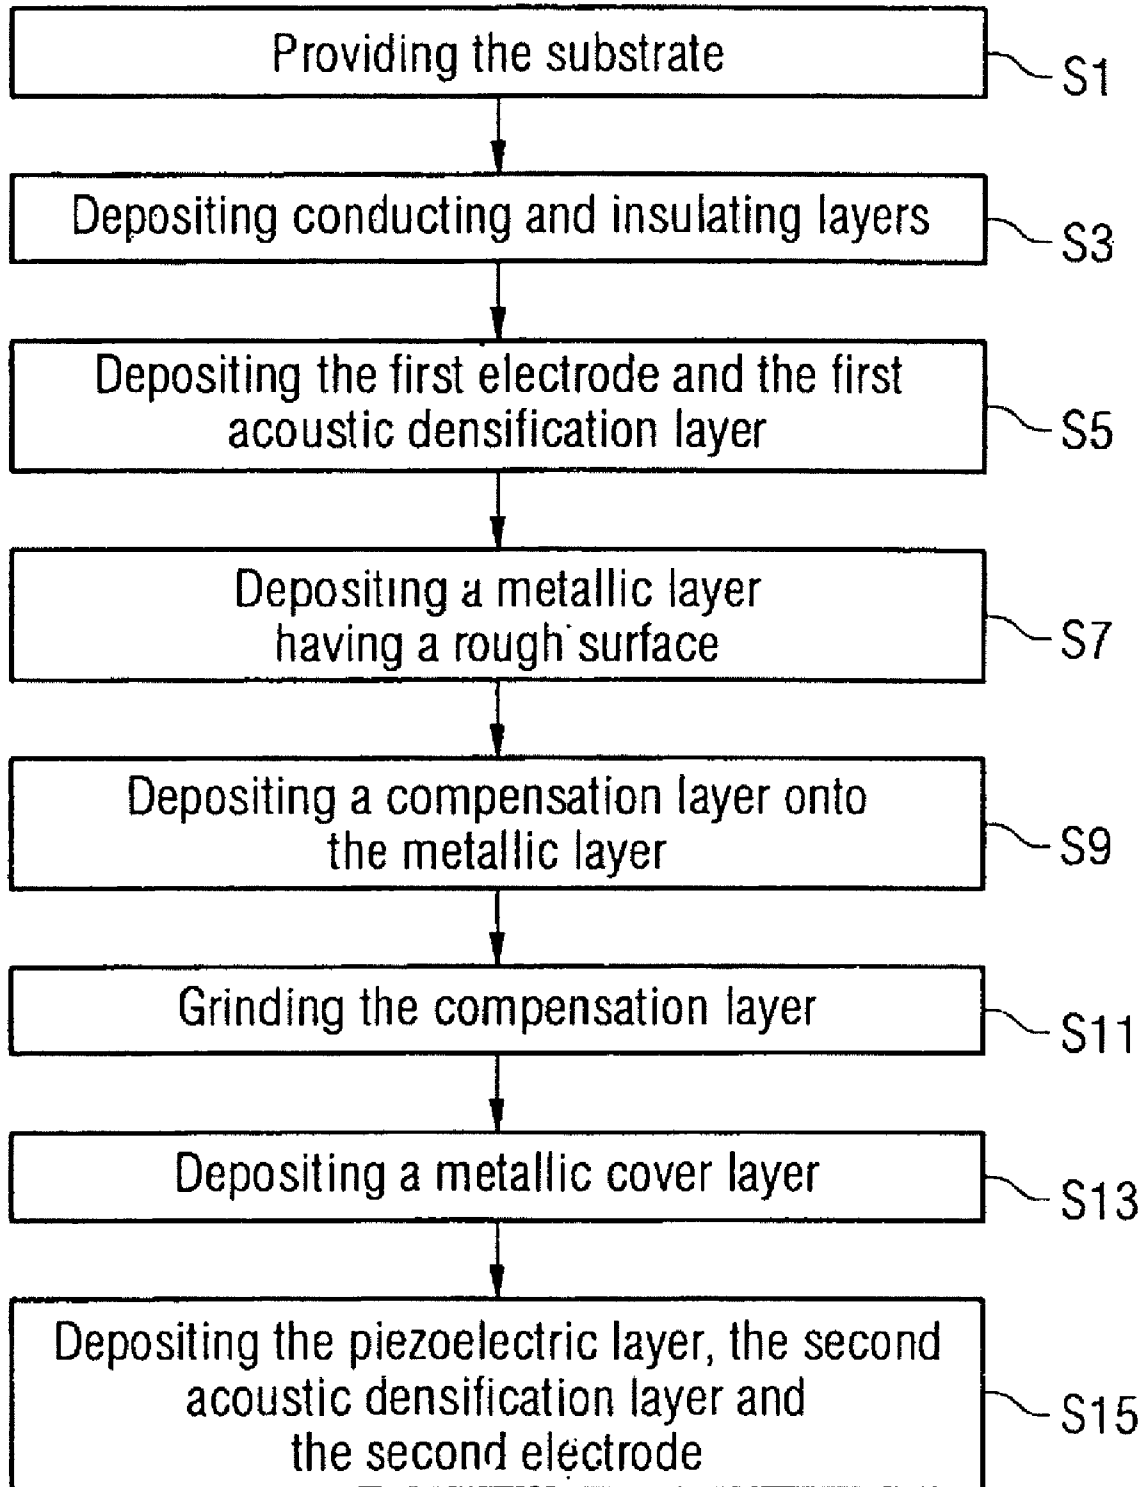 Providing the substrate
S1
Depositing conducting and insulating layers
S3
Depositing the first electrode and the first
acoustic densification layer
S5
Depositing a metallic layer
having a rough surface
S7
Depositing a compensation layer onto
the metallic layer
S9
Grinding the compensation layer
S11
Depositing a metallic cover layer
S13
Depositing the piezoelectric layer, the second
acoustic densification layer and
the second electrode
S15